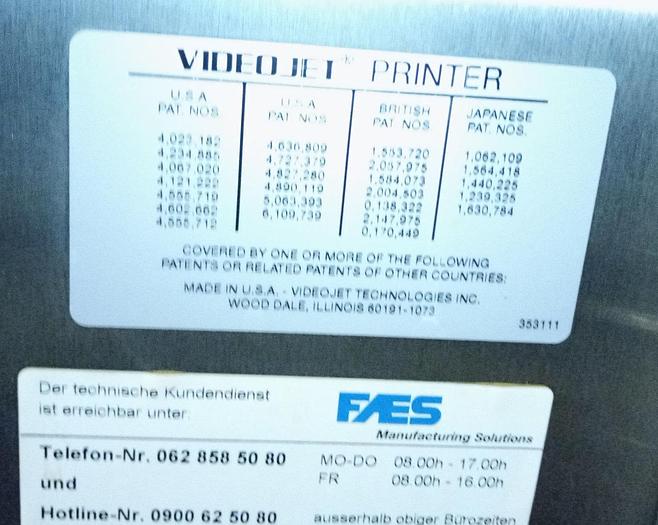 VIDEOJET® PRINTER
U.S.A PAT. NOS
4,023,182
4,234,885
4,067,020
4,121,222
4,555,719
4,602,662
4,555,712
U.S.A PAT. NOS
4,636,809
4,727,379
4,827,280
4,890,119
5,063,393
6,109,739
BRITISH PAT. NOS
1,553,720
2,057,975
1,584,073
2,004,503
0,138,322
2,147,975
0,170,449
JAPANESE PAT. NOS.
1,062,109
1,564,418
1,440,225
1,239,325
1,630,784
COVERED BY ONE OR MORE OF THE FOLLOWING
PATENTS OR RELATED PATENTS OF OTHER COUNTRIES:
MADE IN U.S.A. - VIDEOJET TECHNOLOGIES INC.
WOOD DALE, ILLINOIS 60191-1073
353111
Der technische Kundendienst
ist erreichbar unter:
FAES
Manufacturing Solutions
Telefon-Nr. 062 858 50 80
MO-DO 08.00h - 17.00h
und
FR 08.00h - 16.00h
Hotline-Nr. 0900 62 50 80
ausserhalb obiger Bürozeiten